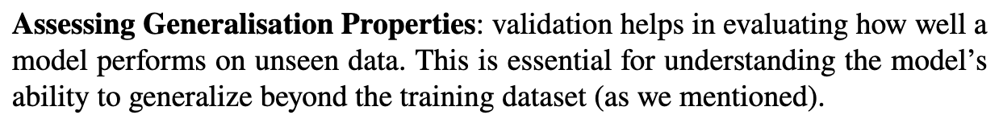 Assessing Generalisation Properties: validation helps in evaluating how well a
model performs on unseen data. This is essential for understanding the model’s
ability to generalize beyond the training dataset (as we mentioned).